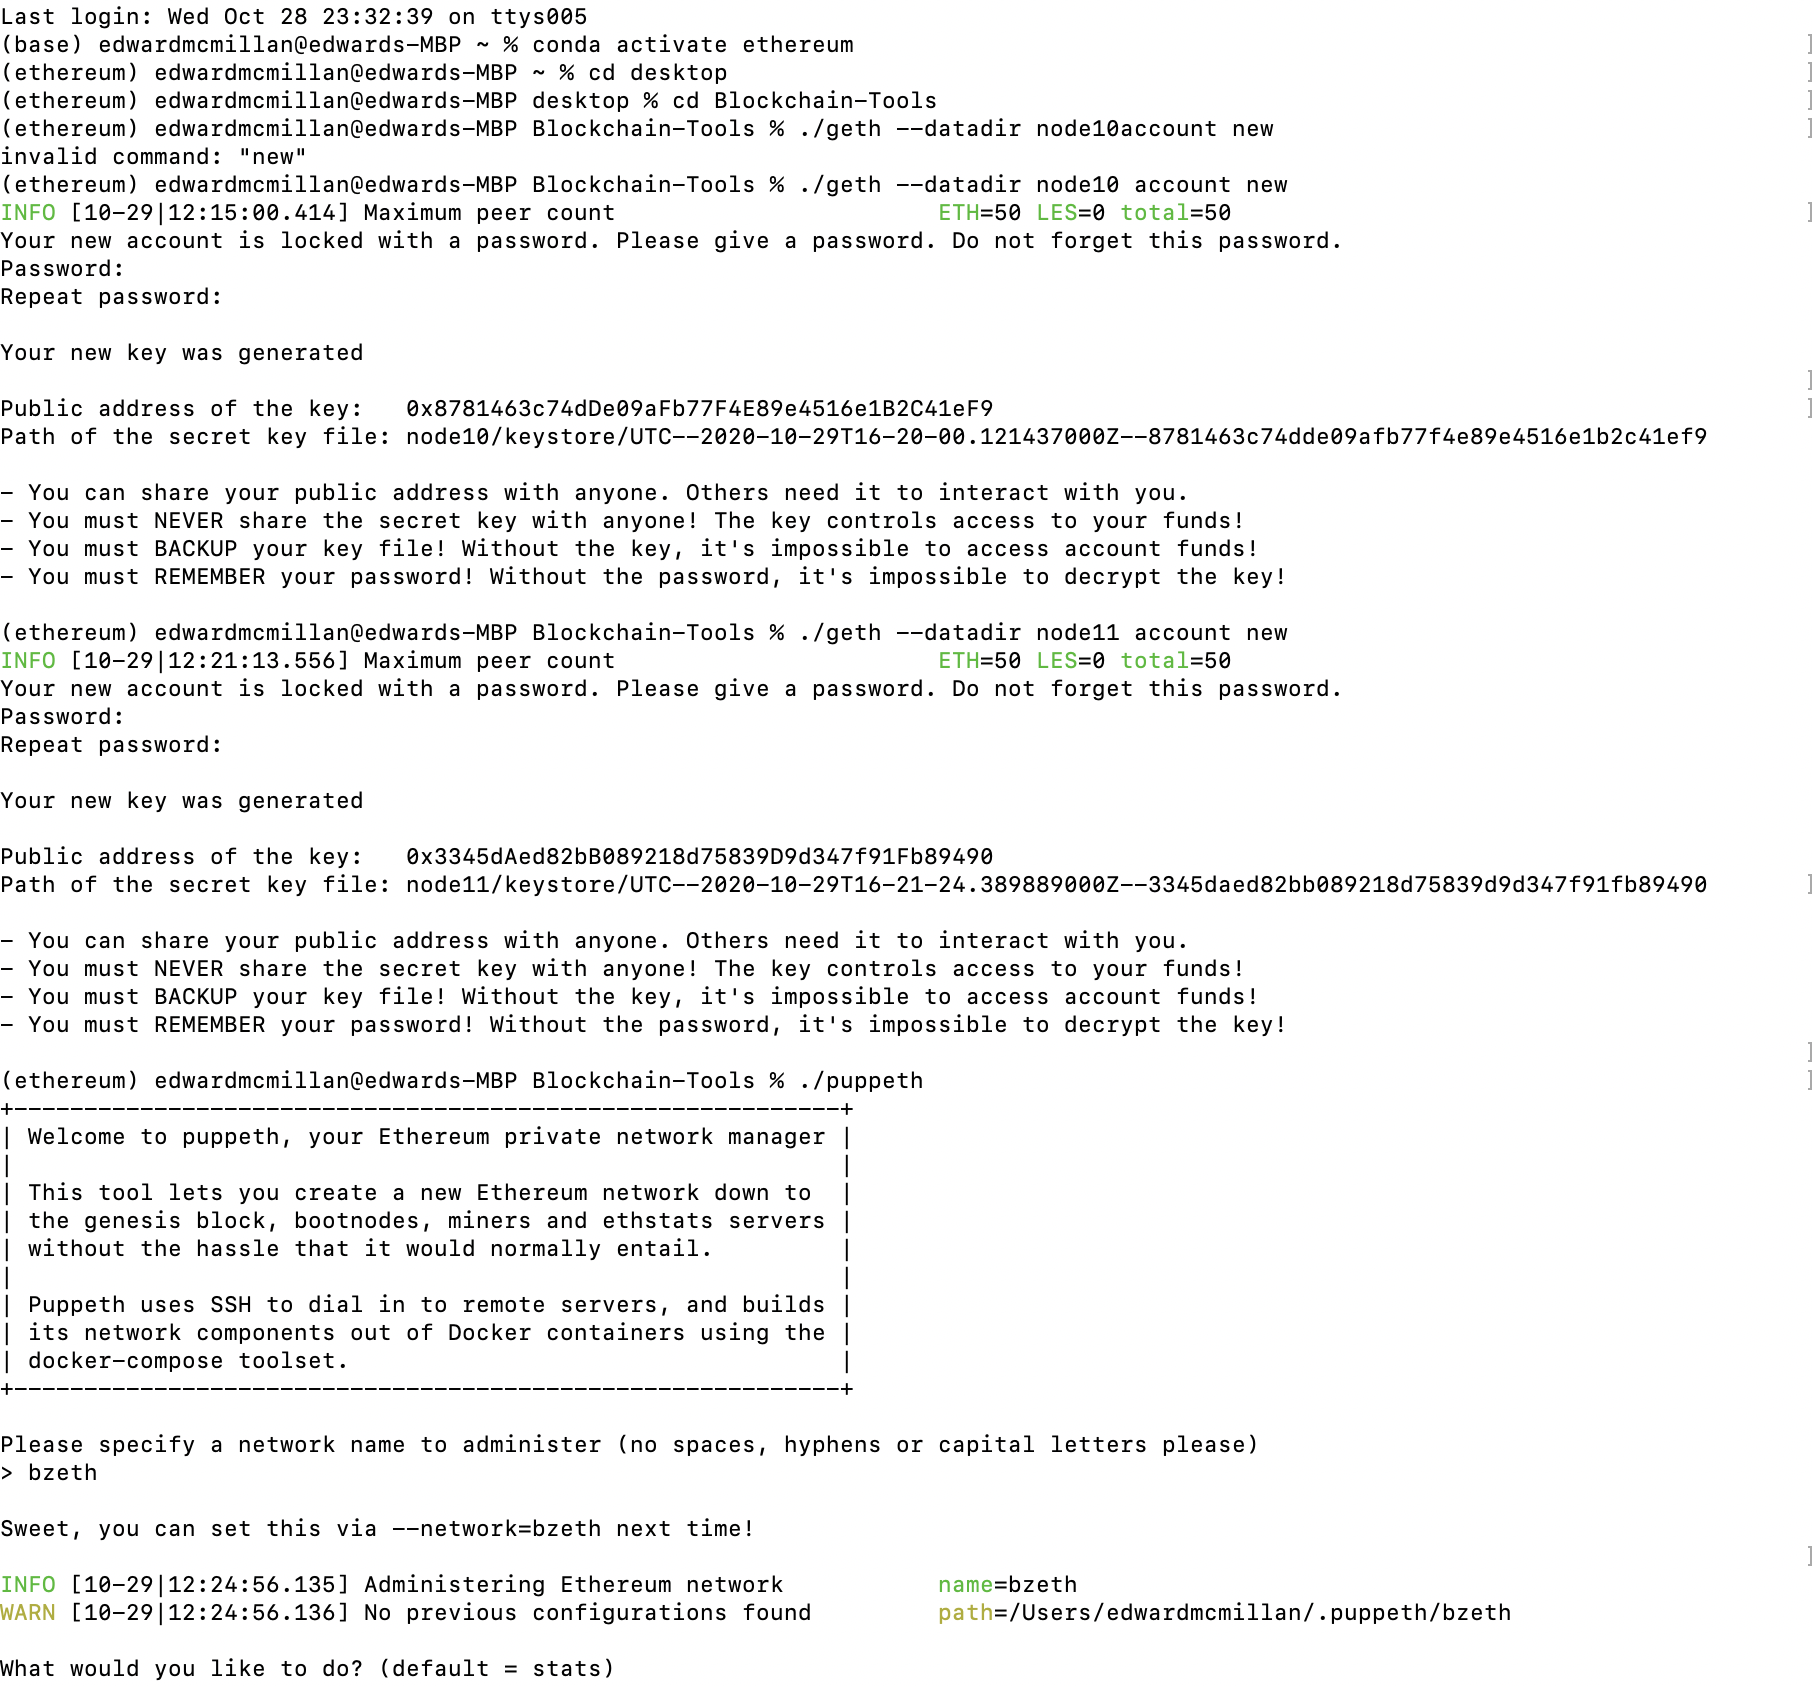 Last login: Wed Oct 28 23:32:39 on ttys005
(base) edwardmcmillan@edwards-MBP ~ % conda activate ethereum
(ethereum) edwardmcmillan@edwards-MBP ~ % cd desktop
(ethereum) edwardmcmillan@edwards-MBP desktop % cd Blockchain-Tools
(ethereum) edwardmcmillan@edwards-MBP Blockchain-Tools % ./geth --datadir node10account new
invalid command: "new"
(ethereum) edwardmcmillan@edwards-MBP Blockchain-Tools % ./geth --datadir node10 account new
INFO [10-29|12:15:00.414] Maximum peer count                       ETH=50 LES=0 total=50
Your new account is locked with a password. Please give a password. Do not forget this password.
Password:
Repeat password:

Your new key was generated

Public address of the key:   0x8781463c74dDe09aFb77F4E89e4516e1B2C41eF9
Path of the secret key file: node10/keystore/UTC--2020-10-29T16-20-00.121437000Z--8781463c74dde09afb77f4e89e4516e1b2c41ef9

- You can share your public address with anyone. Others need it to interact with you.
- You must NEVER share the secret key with anyone! The key controls access to your funds!
- You must BACKUP your key file! Without the key, it's impossible to access account funds!
- You must REMEMBER your password! Without the password, it's impossible to decrypt the key!

(ethereum) edwardmcmillan@edwards-MBP Blockchain-Tools % ./geth --datadir node11 account new
INFO [10-29|12:21:13.556] Maximum peer count                       ETH=50 LES=0 total=50
Your new account is locked with a password. Please give a password. Do not forget this password.
Password:
Repeat password:

Your new key was generated

Public address of the key:   0x3345dAed82bB089218d75839D9d347f91Fb89490
Path of the secret key file: node11/keystore/UTC--2020-10-29T16-21-24.389889000Z--3345daed82bb089218d75839d9d347f91fb89490

- You can share your public address with anyone. Others need it to interact with you.
- You must NEVER share the secret key with anyone! The key controls access to your funds!
- You must BACKUP your key file! Without the key, it's impossible to access account funds!
- You must REMEMBER your password! Without the password, it's impossible to decrypt the key!

(ethereum) edwardmcmillan@edwards-MBP Blockchain-Tools % ./puppeth
+-----------------------------------------------------------+
| Welcome to puppeth, your Ethereum private network manager |
|                                                           |
| This tool lets you create a new Ethereum network down to  |
| the genesis block, bootnodes, miners and ethstats servers |
| without the hassle that it would normally entail.         |
|                                                           |
| Puppeth uses SSH to dial in to remote servers, and builds |
| its network components out of Docker containers using the |
| docker-compose toolset.                                   |
+-----------------------------------------------------------+

Please specify a network name to administer (no spaces, hyphens or capital letters please)
> bzeth

Sweet, you can set this via --network=bzeth next time!

INFO [10-29|12:24:56.135] Administering Ethereum network           name=bzeth
WARN [10-29|12:24:56.136] No previous configurations found         path=/Users/edwardmcmillan/.puppeth/bzeth

What would you like to do? (default = stats)